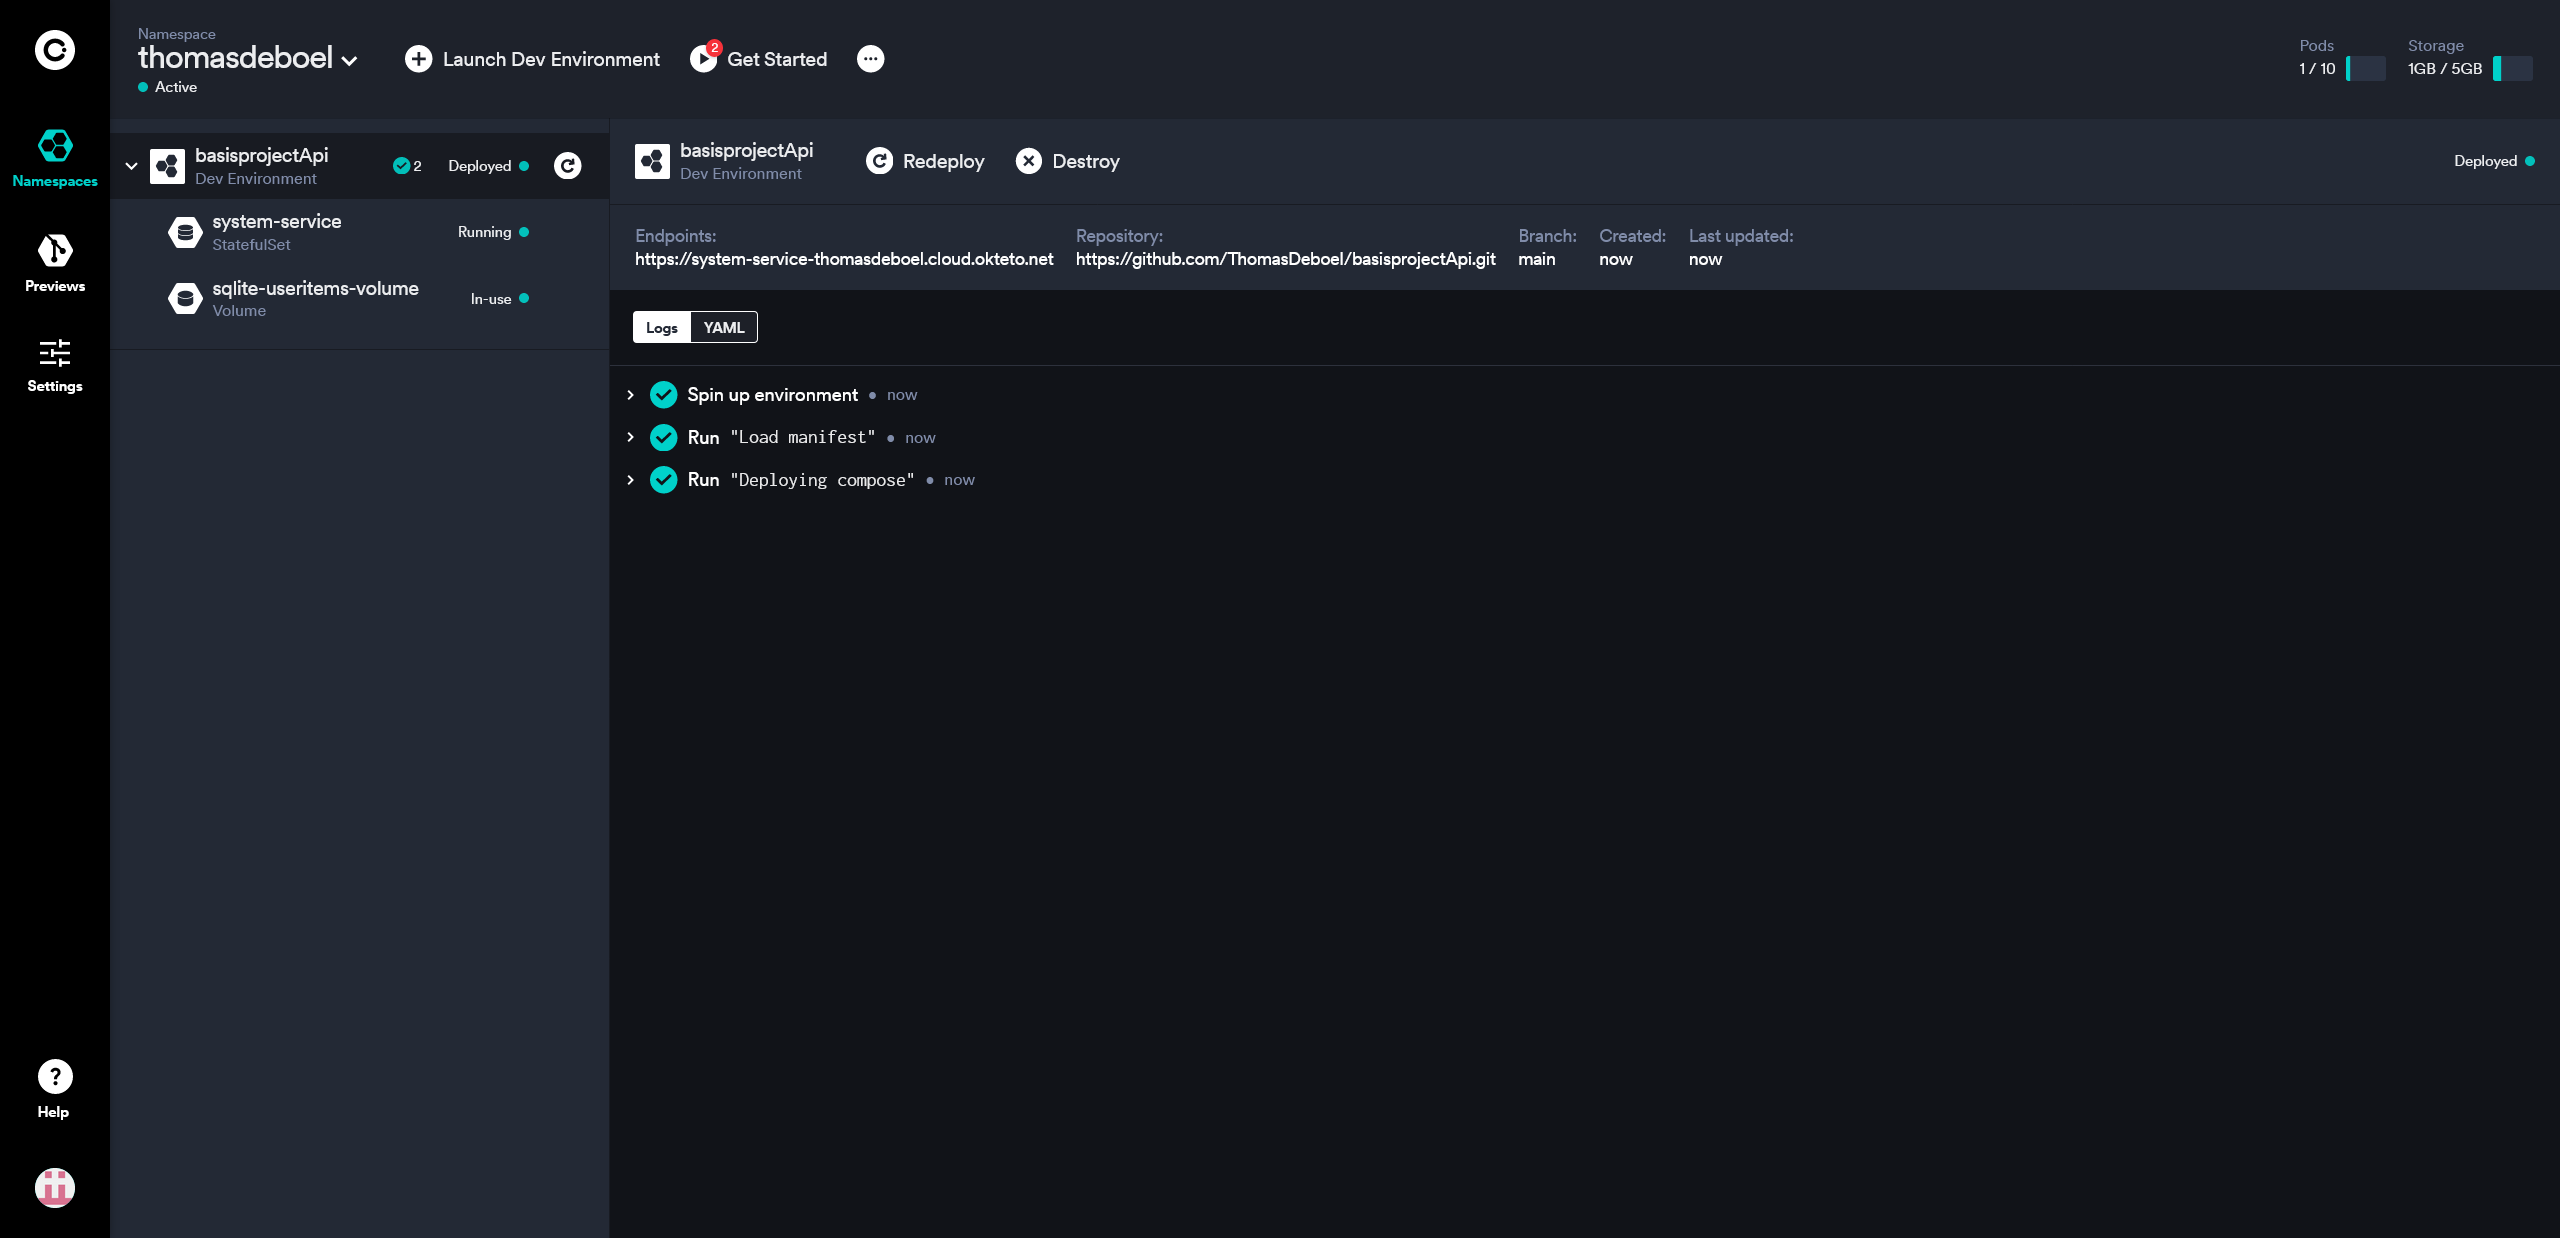 Namespace
thomasdeboel
Active
Launch Dev Environment
2
Get Started
Pods
1 / 10
Storage
1GB / 5GB
Namespaces
Previews
Settings
Help
basisprojectApi
Dev Environment
2
Deployed
system-service
StatefulSet
Running
sqlite-useritems-volume
Volume
In-use
basisprojectApi
Dev Environment
Redeploy
Destroy
Deployed
Endpoints:
https://system-service-thomasdeboel.cloud.okteto.net
Repository:
https://github.com/ThomasDeboel/basisprojectApi.git
Branch:
main
Created:
now
Last updated:
now
Logs
YAML
Spin up environment • now
Run "Load manifest" • now
Run "Deploying compose" • now